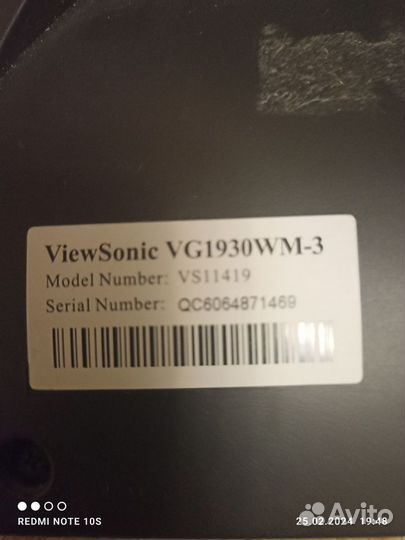 ViewSonic VG1930WM-3
Model Number: VS11419
Serial Number: QC6064871469
REDMI NOTE 10S
25.02.2024 19:48
Avito